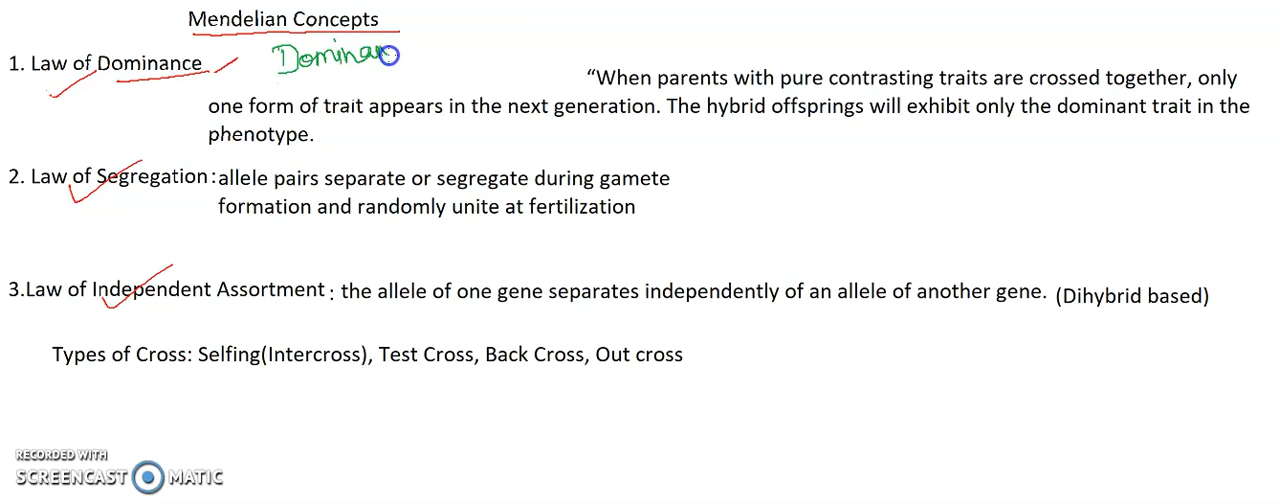 Mendelian Concepts
1. Law of Dominance
“When parents with pure contrasting traits are crossed together, only
one form of trait appears in the next generation. The hybrid offsprings will exhibit only the dominant trait in the
phenotype.
2. Law of Segregation: allele pairs separate or segregate during gamete
formation and randomly unite at fertilization
3.Law of Independent Assortment : the allele of one gene separates independently of an allele of another gene. (Dihybrid based)
Types of Cross: Selfing(Intercross), Test Cross, Back Cross, Out cross
RECORDED WITH
SCREENCAST MATIC